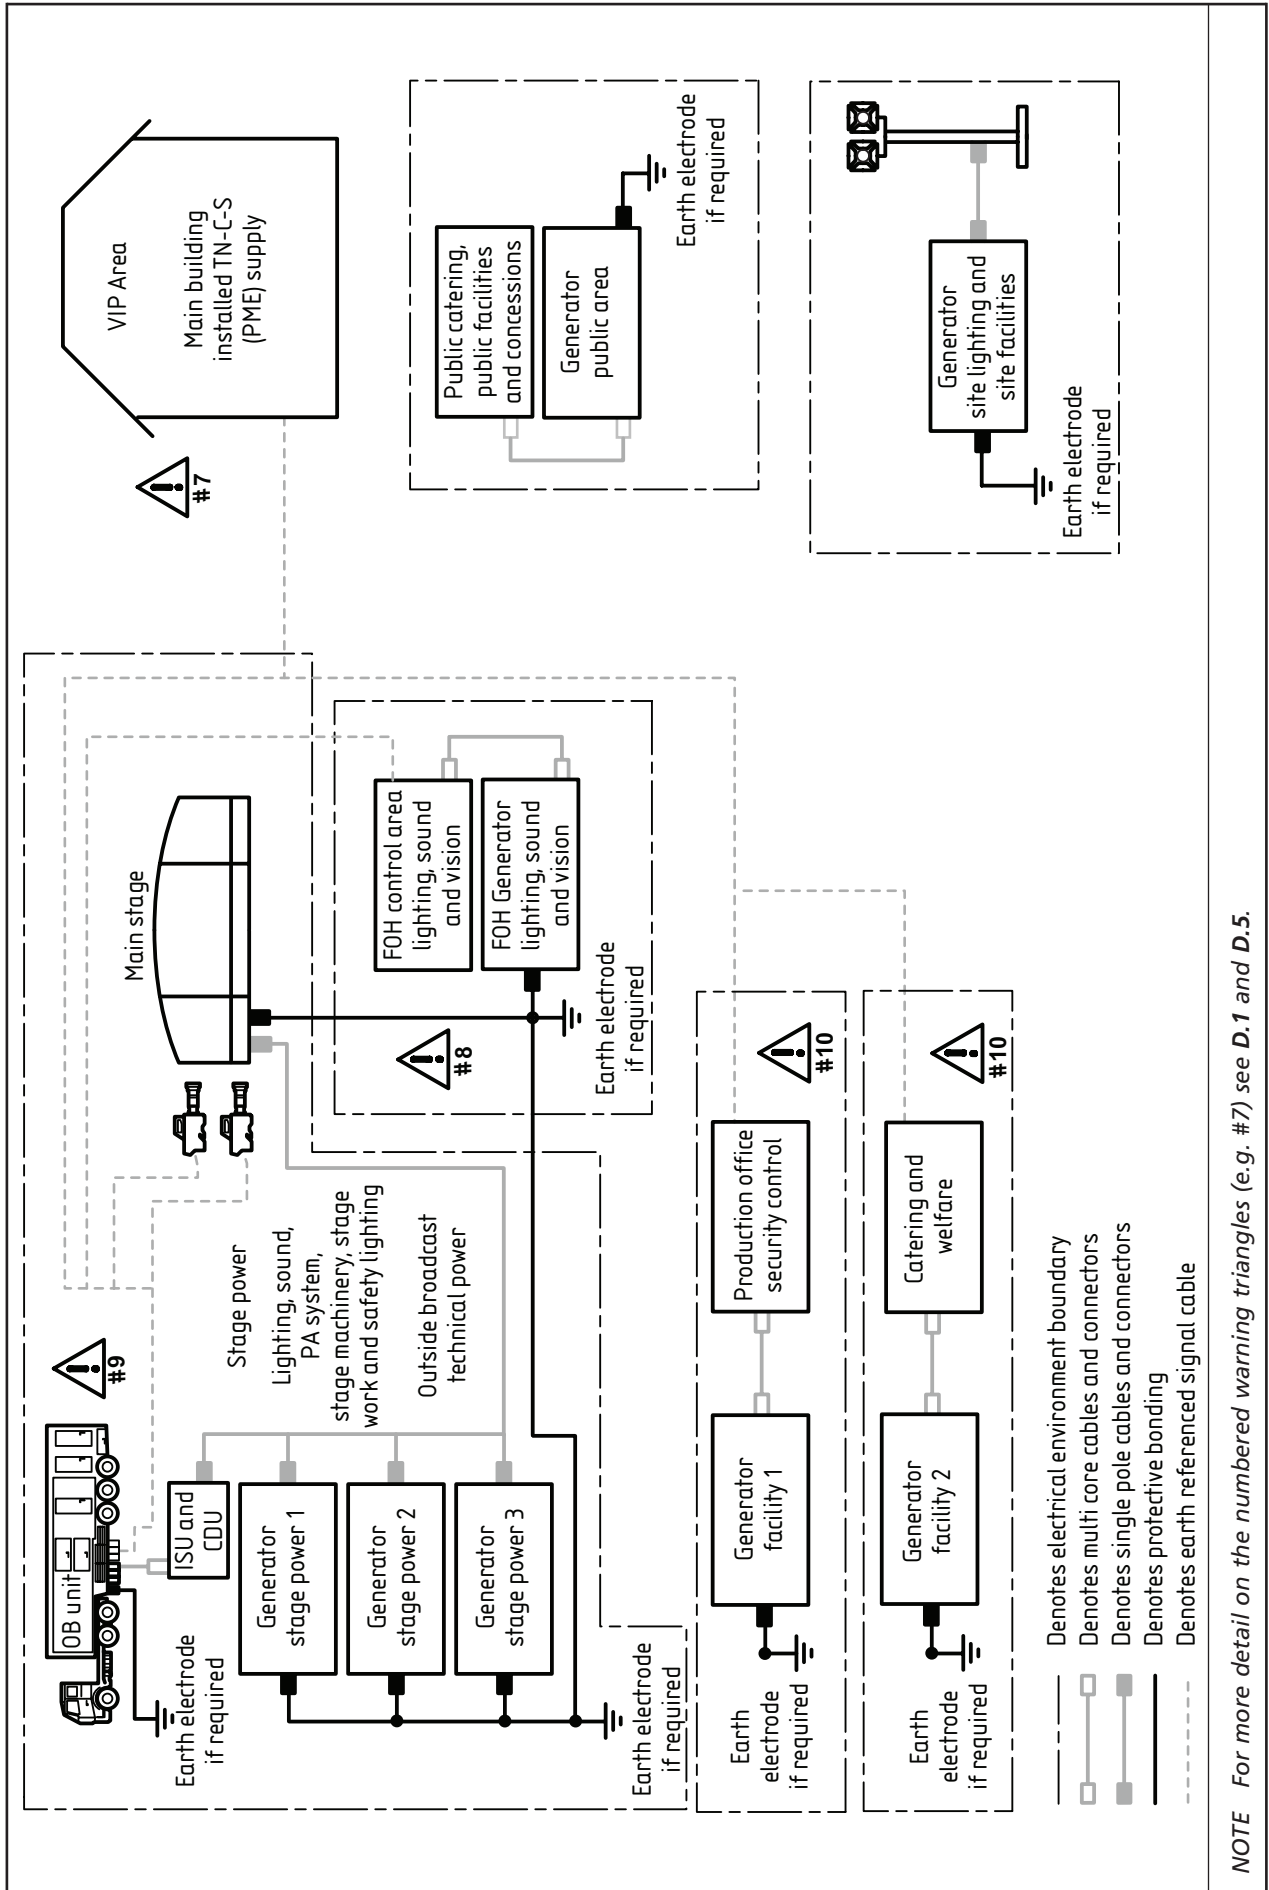 OB unit
#9
Earth electrode
if required
ISU and
CDU
Generator
stage power 1
Generator
stage power 2
Generator
stage power 3
Earth electrode
if required
Stage power
Lighting, sound,
PA system,
stage machinery, stage
work and safety lighting
Outside broadcast
technical power
Main stage
#8
FOH control area
lighting, sound
and vision
FOH Generator
lighting, sound
and vision
Earth electrode
if required
VIP Area
Main building
installed TN-C-S
(PME) supply
#7
Public catering,
public facilities
and concessions
Generator
public area
Earth electrode
if required
Generator
site lighting and
site facilities
Earth electrode
if required
Earth
electrode
if required
Generator
facility 1
Production office
security control
#10
Earth
electrode
if required
Generator
facility 2
Catering and
welfare
#10
Denotes electrical environment boundary
Denotes multi core cables and connectors
Denotes single pole cables and connectors
Denotes protective bonding
Denotes earth referenced signal cable
NOTE For more detail on the numbered warning triangles (e.g. #7) see D.1 and D.5.